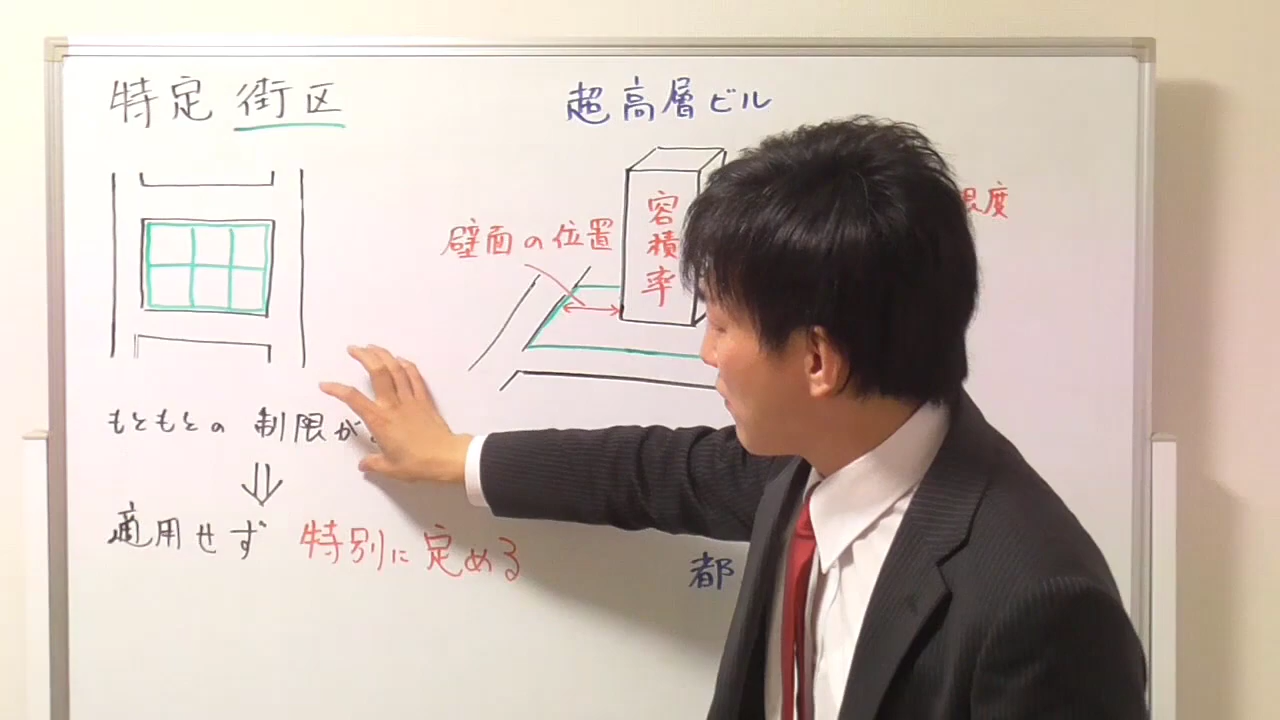 特定 街区
超高層ビル
容積率
限度
壁面の位置
もともとの 制限が
適用せず 特別に定める
都